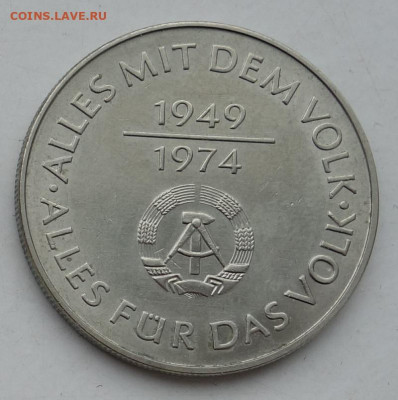 COINS.LAVE.RU
· ALLES MIT DEM VOLK ·
1949
1974
ALLES FÜR DAS VOLK